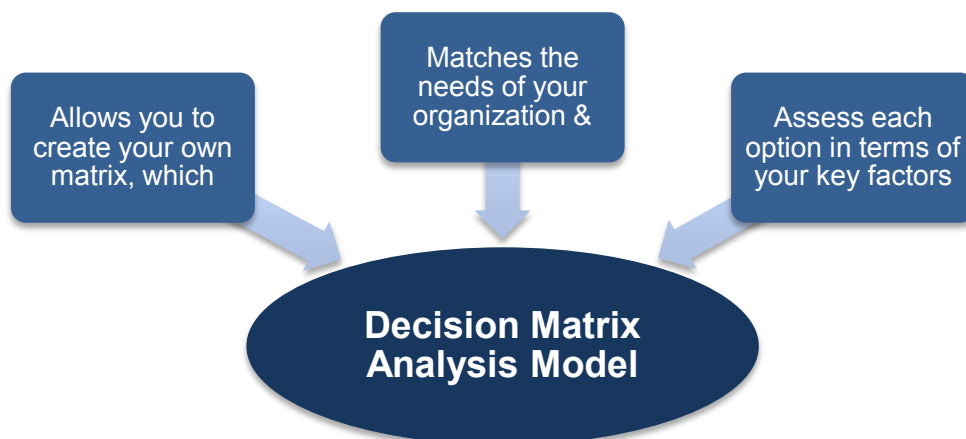 Allows you to
create your own
matrix, which
Matches the
needs of your
organization &
Assess each
option in terms of
your key factors
Decision Matrix
Analysis Model